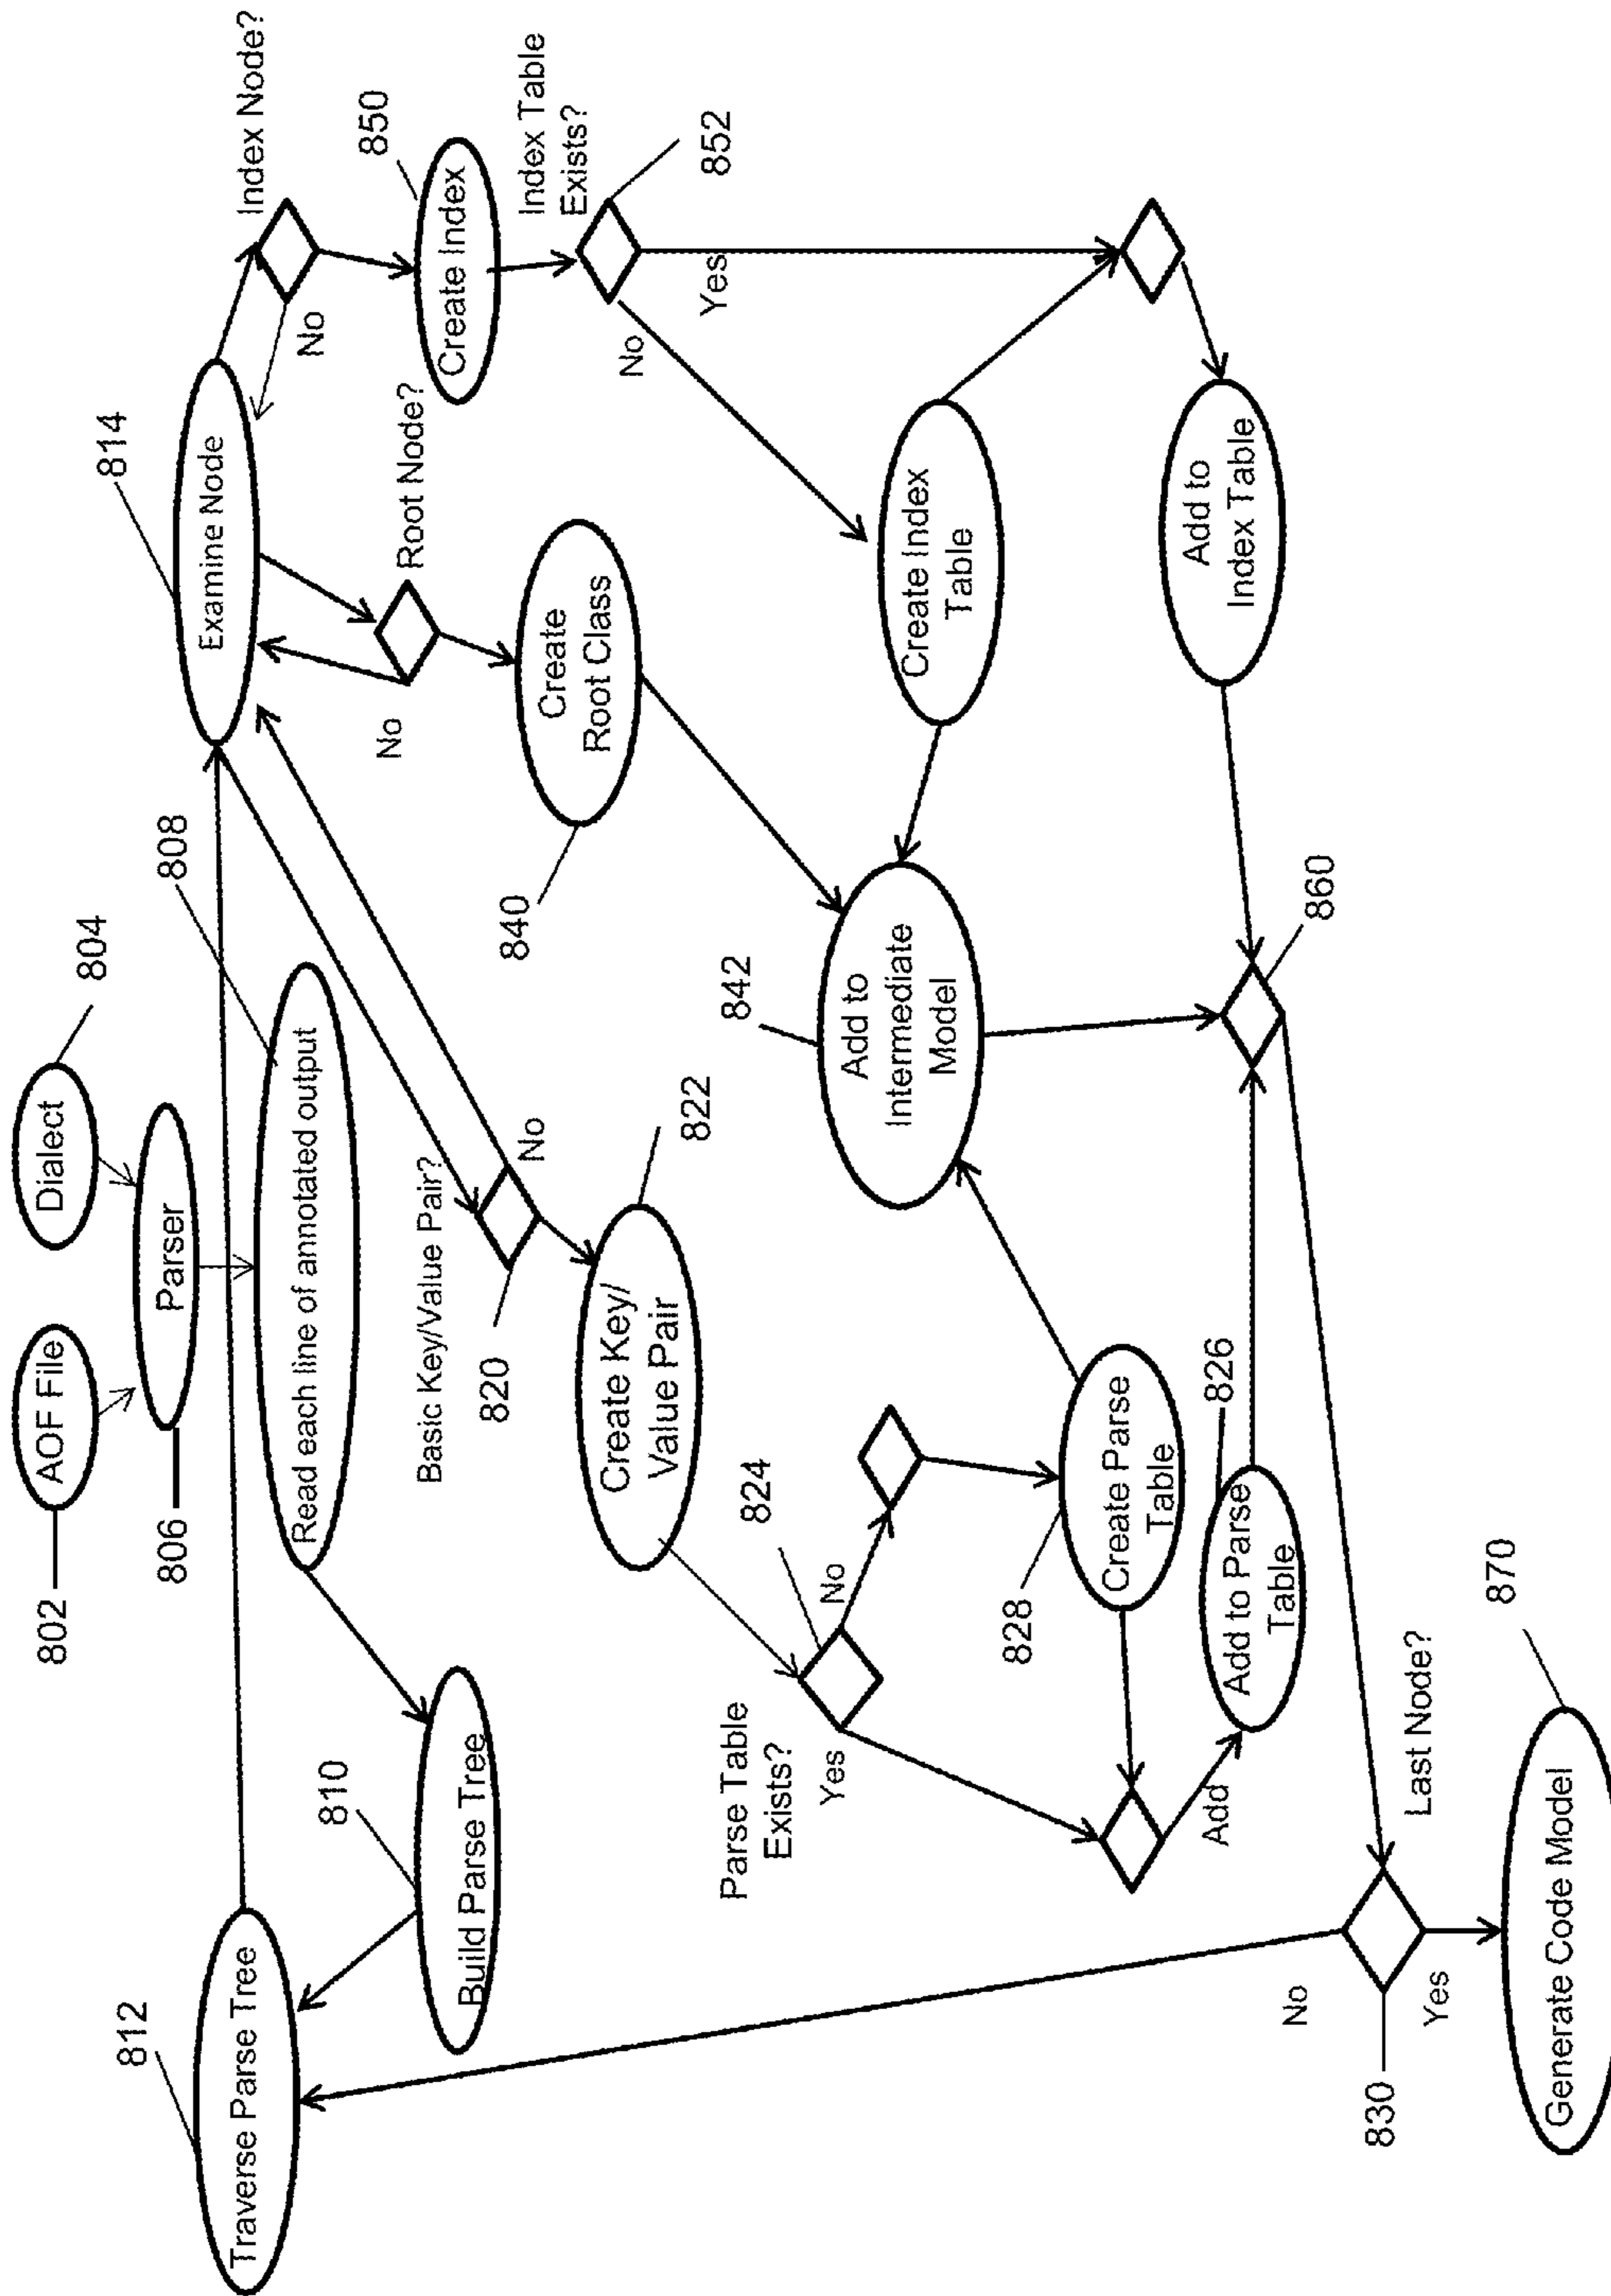 802
AOF File
Dialect
804
806
Parser
808
Read each line of annotated output
812
Traverse Parse Tree
810
Build Parse Tree
814
Examine Node
Index Node?
No
Root Node?
No
850
Create Index
Index Table
Exists?
852
No
Yes
Basic Key/Value Pair?
820
No
840
Create
Root Class
Create Key/
Value Pair
822
Parse Table
Exists?
824
Yes
No
842
Add to
Intermediate
Model
Create Index
Table
828
Create Parse
Table
Add
Add to Parse
Table
826
860
Add to
Index Table
830
No
Yes
Last Node?
870
Generate Code Model